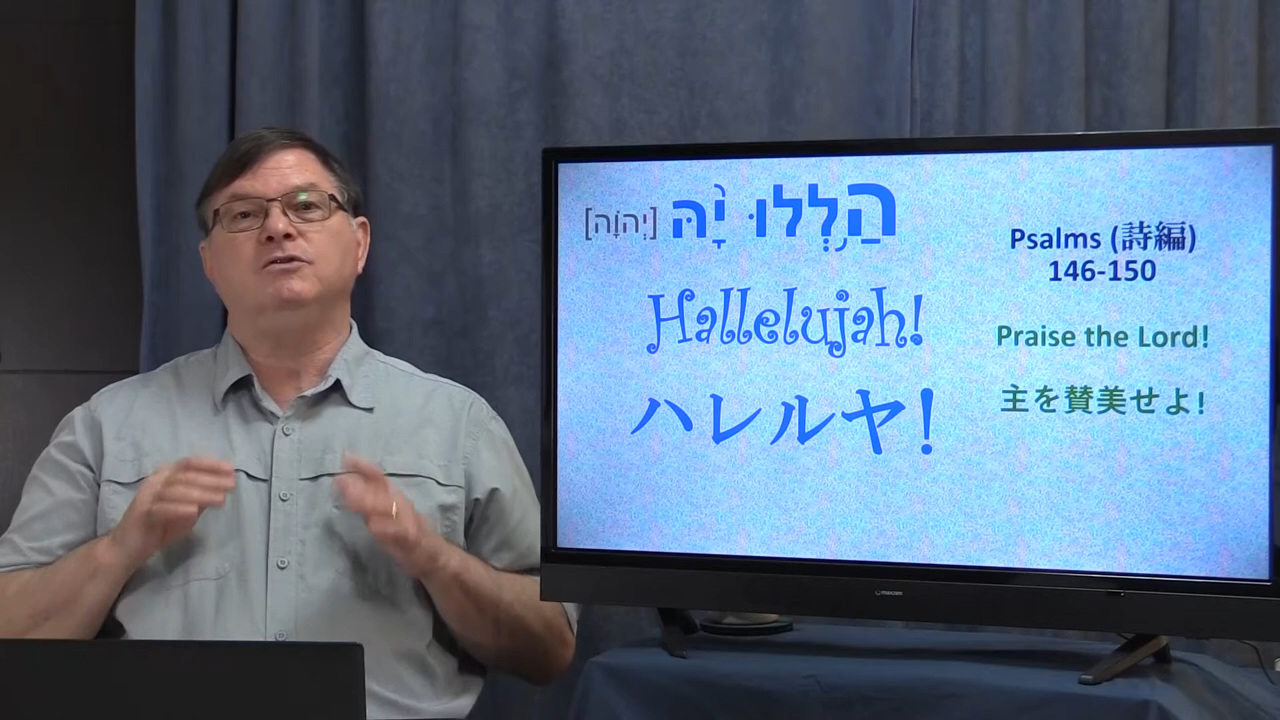 הַלְלוּ יָהּ [יְהוָה]
Hallelujah!
ハレルヤ!
Psalms (詩編)
146-150
Praise the Lord!
主を賛美せよ!
maxzen